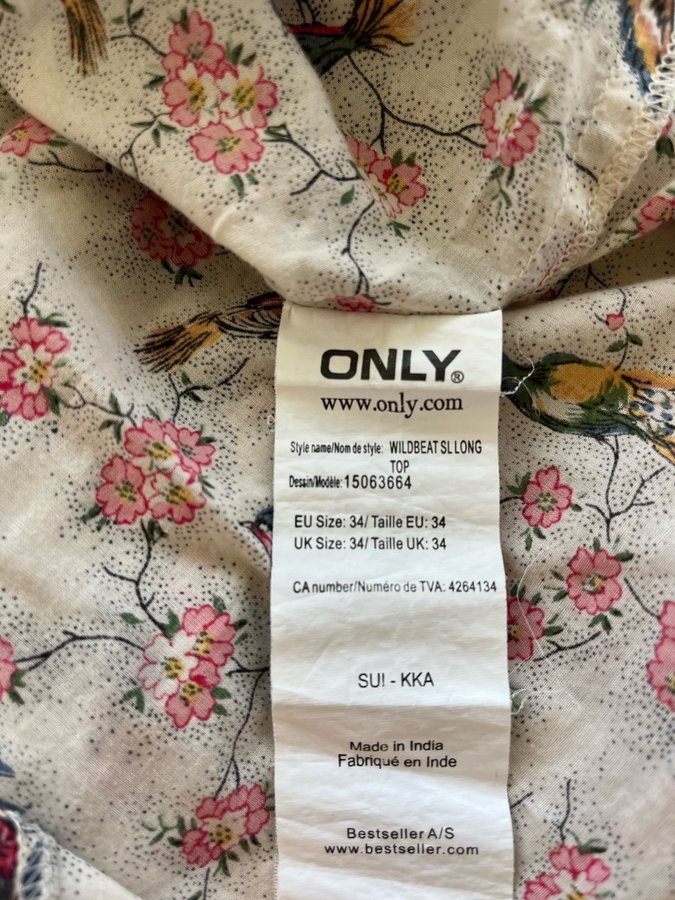 ONLY®
www.only.com
Style name/Nom de style: WILDBEAT SL LONG
TOP
Dessin/Modèle: 15063664
EU Size: 34/ Taille EU: 34
UK Size: 34/ Taille UK: 34
CA number/Numéro de TVA: 4264134
SU! - KKA
Made in India
Fabriqué en Inde
Bestseller A/S
www.bestseller.com